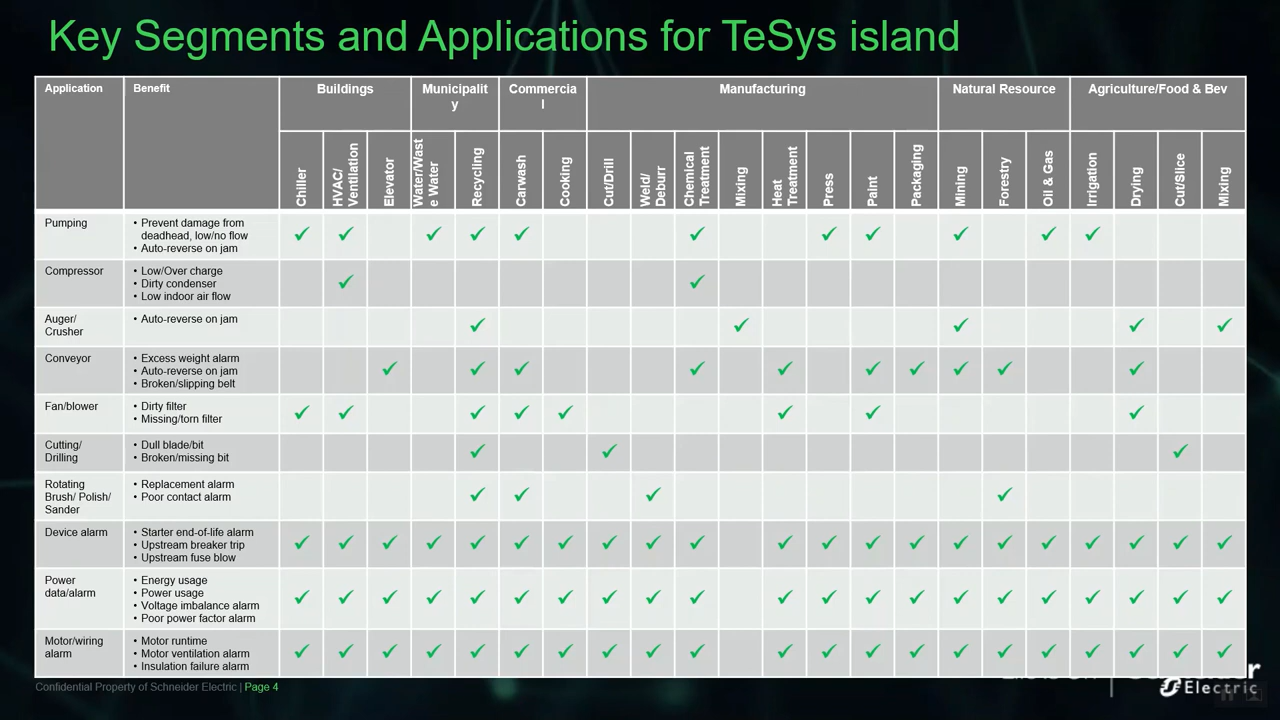 Key Segments and Applications for TeSys island
Application
Benefit
Buildings
Municipalit
y
Commercia
l
Manufacturing
Natural Resource
Agriculture/Food & Bev
Chiller
HVAC/
Ventilation
Elevator
Water/Wast
e Water
Recycling
Carwash
Cooking
Cut/Drill
Weld/
Deburr
Chemical
Treatment
Mixing
Heat
Treatment
Press
Paint
Packaging
Mining
Forestry
Oil & Gas
Irrigation
Drying
Cut/Slice
Mixing
Pumping
• Prevent damage from
deadhead, low/no flow
• Auto-reverse on jam
✓ ✓ ✓ ✓ ✓ ✓ ✓ ✓ ✓ ✓ ✓
Compressor
• Low/Over charge
• Dirty condenser
• Low indoor air flow
✓ ✓
Auger/
Crusher
• Auto-reverse on jam
✓ ✓ ✓ ✓ ✓
Conveyor
• Excess weight alarm
• Auto-reverse on jam
• Broken/slipping belt
✓ ✓ ✓ ✓ ✓ ✓ ✓ ✓ ✓ ✓
Fan/blower
• Dirty filter
• Missing/torn filter
✓ ✓ ✓ ✓ ✓ ✓ ✓ ✓
Cutting/
Drilling
• Dull blade/bit
• Broken/missing bit
✓ ✓ ✓
Rotating
Brush/ Polish/
Sander
• Replacement alarm
• Poor contact alarm
✓ ✓ ✓ ✓
Device alarm
• Starter end-of-life alarm
• Upstream breaker trip
• Upstream fuse blow
✓ ✓ ✓ ✓ ✓ ✓ ✓ ✓ ✓ ✓ ✓ ✓ ✓ ✓ ✓ ✓ ✓ ✓ ✓ ✓ ✓
Power
data/alarm
• Energy usage
• Power usage
• Voltage imbalance alarm
• Poor power factor alarm
✓ ✓ ✓ ✓ ✓ ✓ ✓ ✓ ✓ ✓ ✓ ✓ ✓ ✓ ✓ ✓ ✓ ✓ ✓ ✓ ✓
Motor/wiring
alarm
• Motor runtime
• Motor ventilation alarm
• Insulation failure alarm
✓ ✓ ✓ ✓ ✓ ✓ ✓ ✓ ✓ ✓ ✓ ✓ ✓ ✓ ✓ ✓ ✓ ✓ ✓ ✓ ✓
Confidential Property of Schneider Electric | Page 4
Electric